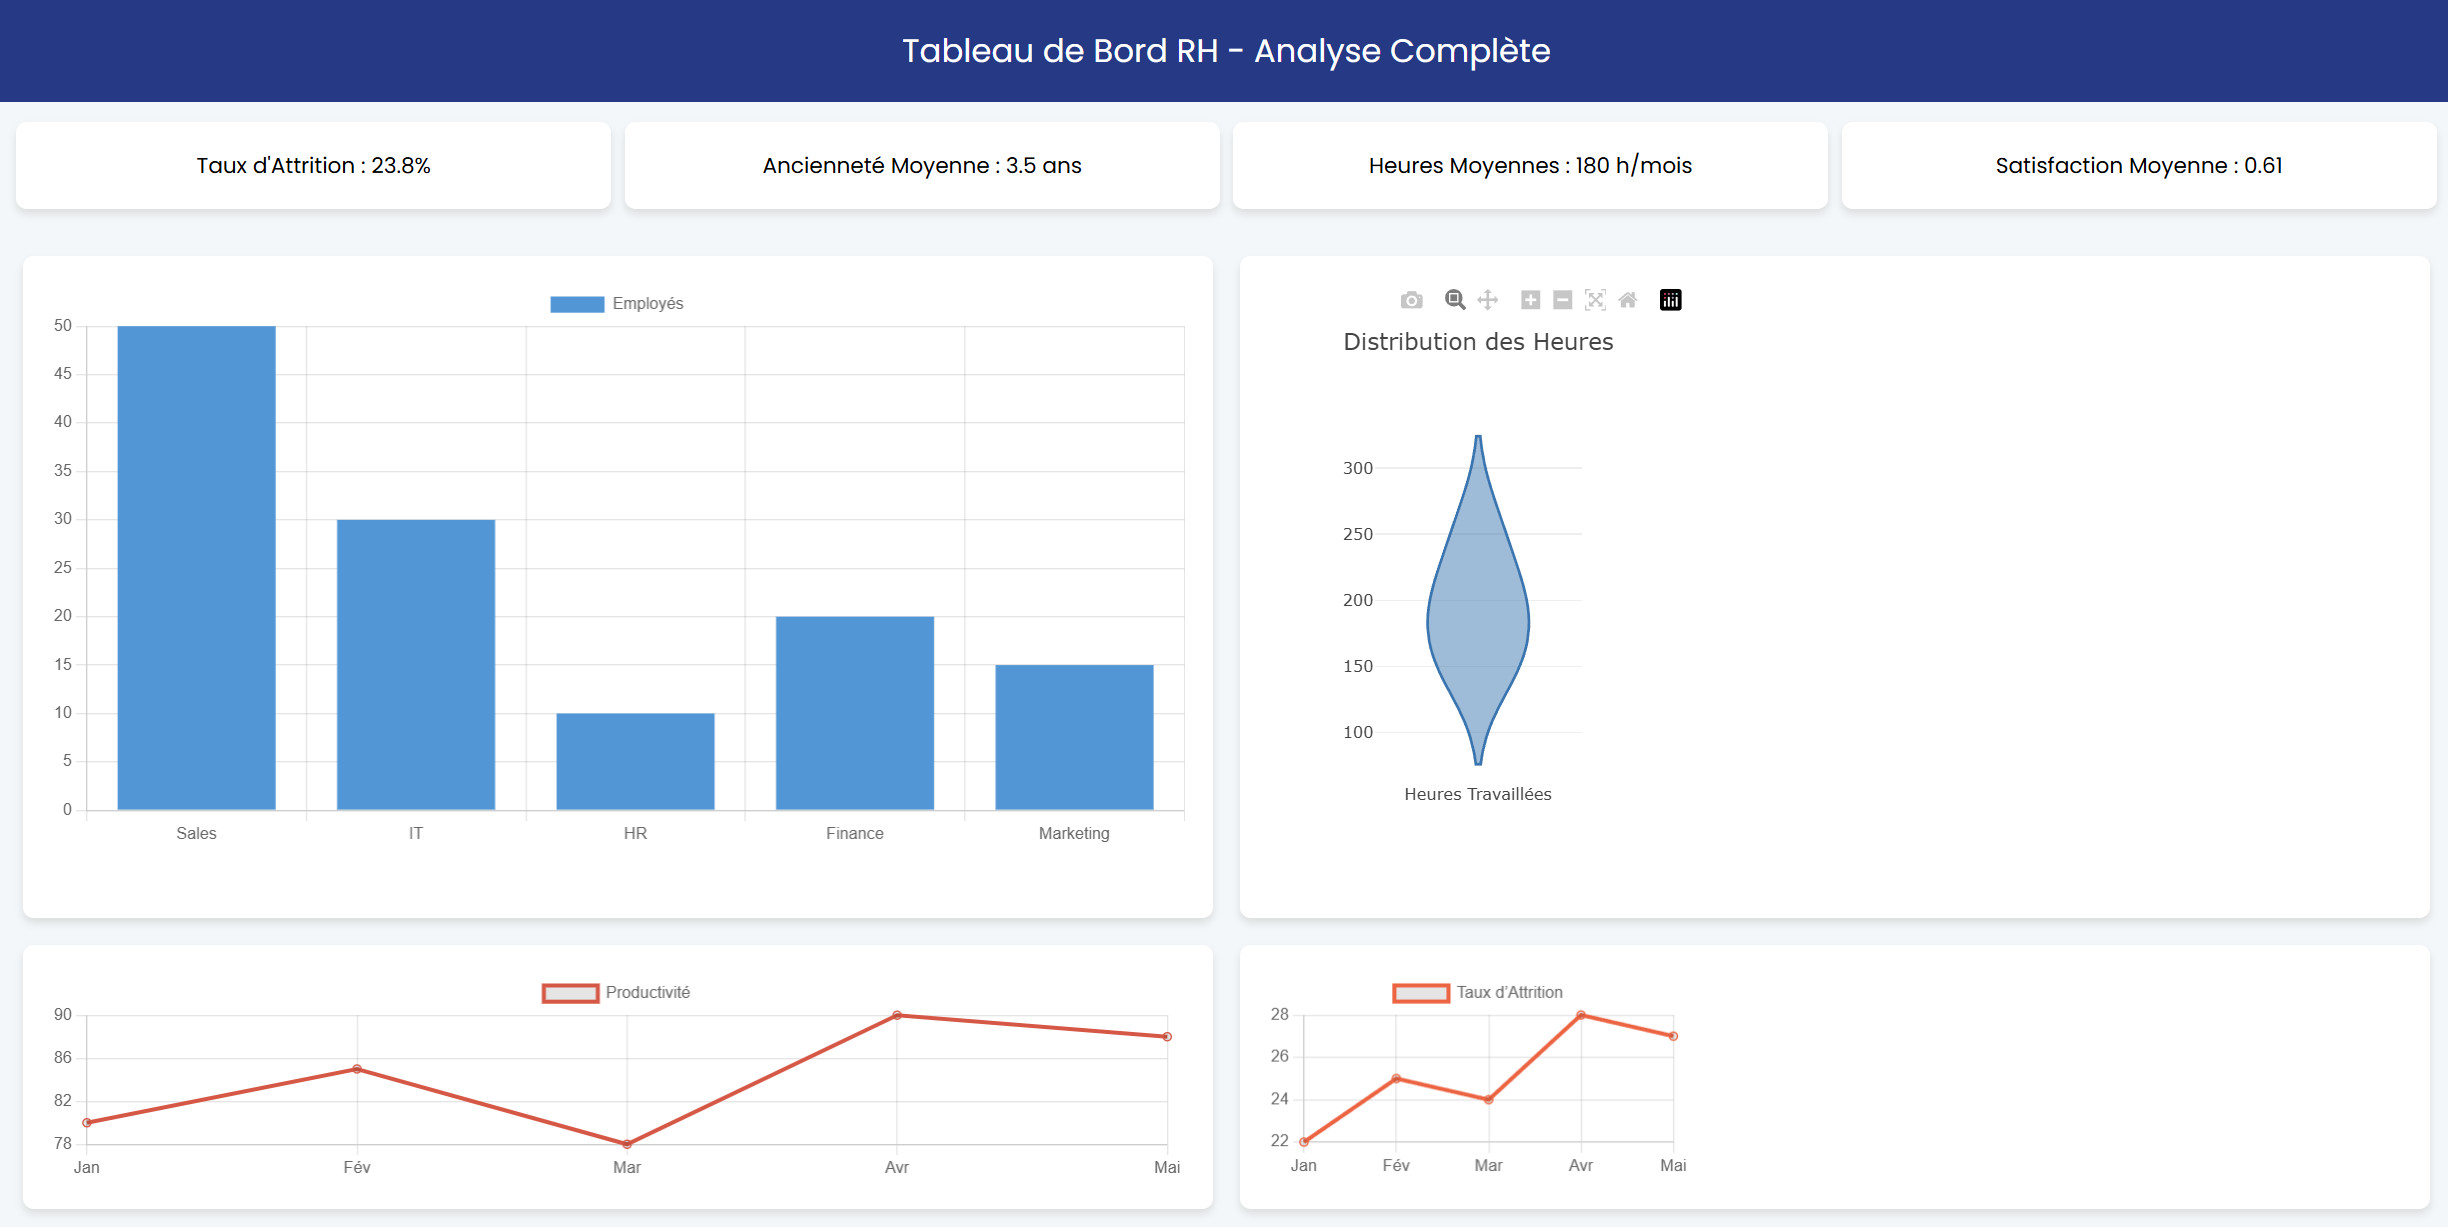 Tableau de Bord RH - Analyse Complète
Taux d'Attrition : 23.8%
Ancienneté Moyenne : 3.5 ans
Heures Moyennes : 180 h/mois
Satisfaction Moyenne : 0.61
Employés
50
45
40
35
30
25
20
15
10
5
0
Sales IT HR Finance Marketing
Distribution des Heures
300
250
200
150
100
Heures Travaillées
Productivité
90
86
82
78
Jan Fév Mar Avr Mai
Taux d'Attrition
28
26
24
22
Jan Fév Mar Avr Mai